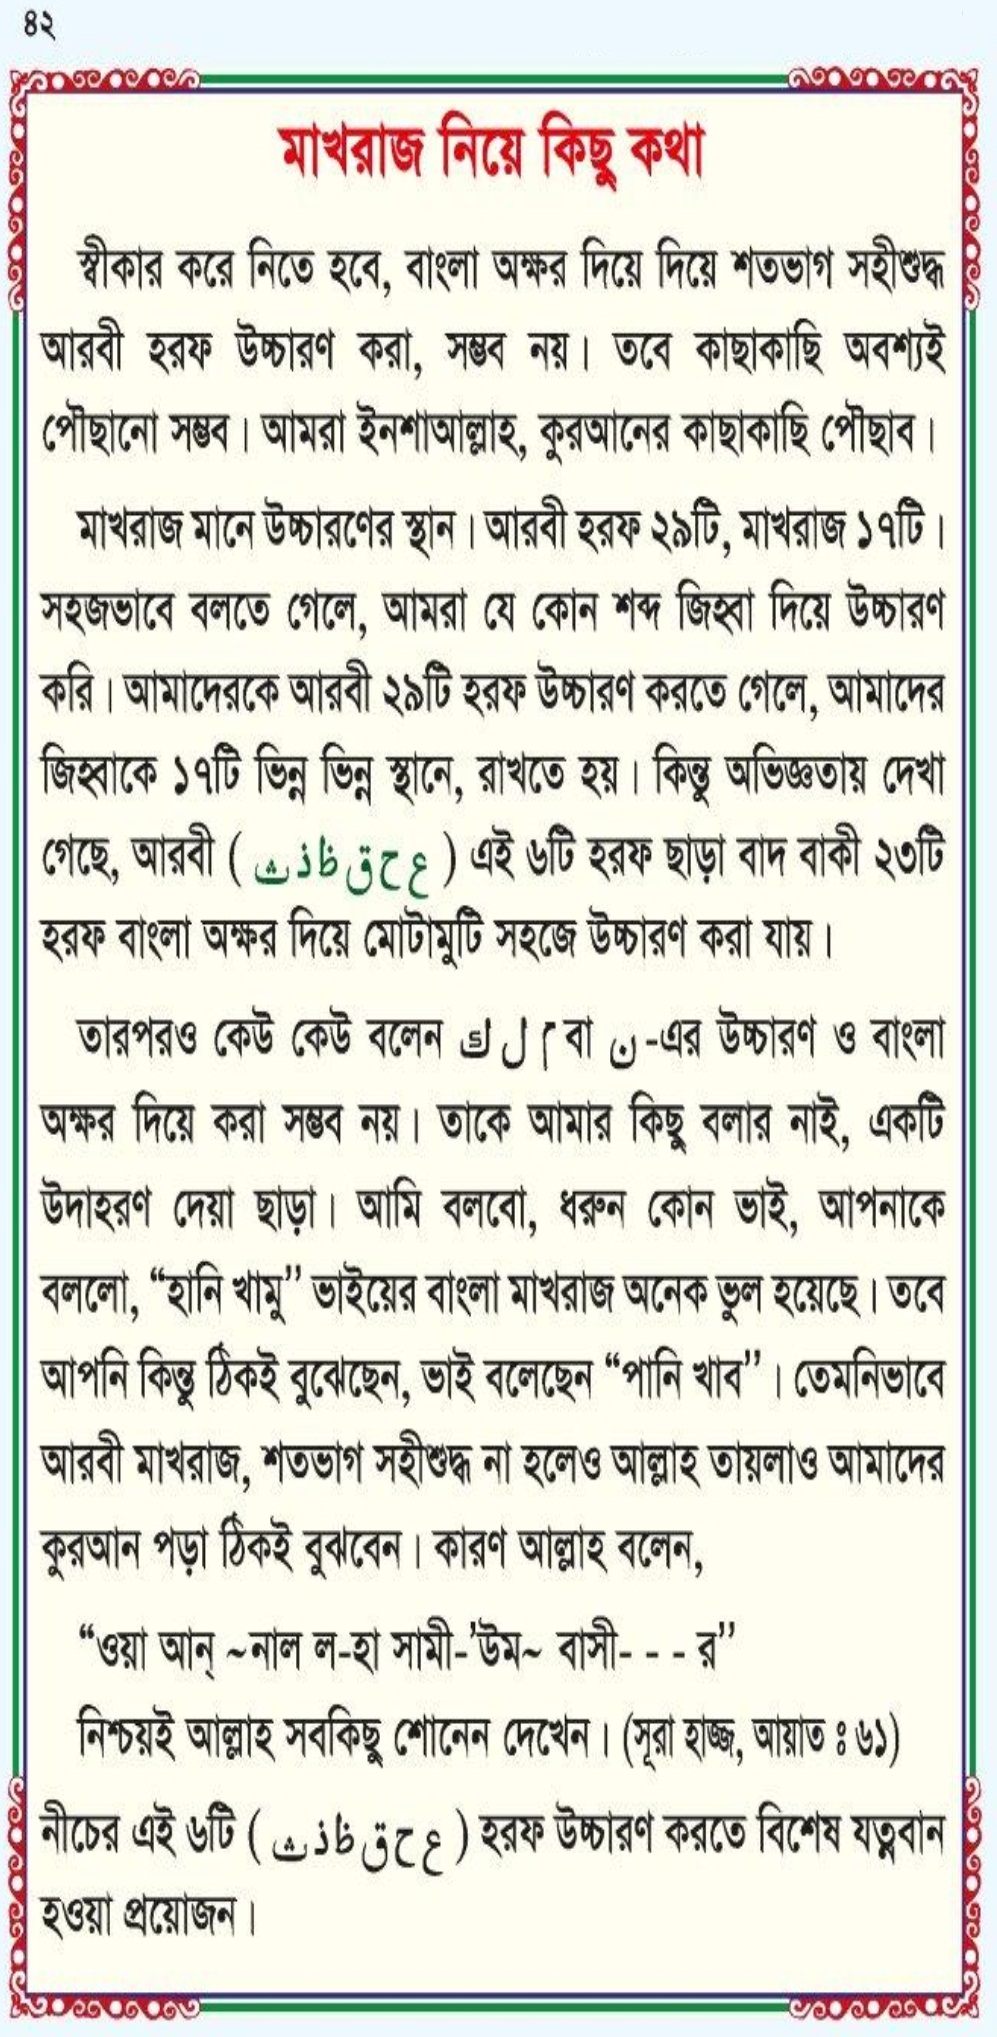 ৪২
মাখরাজ নিয়ে কিছু কথা
স্বীকার করে নিতে হবে, বাংলা অক্ষর দিয়ে দিয়ে শতভাগ সহীশুদ্ধ
আরবী হরফ উচ্চারণ করা, সম্ভব নয়। তবে কাছাকাছি অবশ্যই
পৌছানো সম্ভব। আমরা ইনশাআল্লাহ, কুরআনের কাছাকাছি পৌছাব।
মাখরাজ মানে উচ্চারণের স্থান। আরবী হরফ ২৯টি, মাখরাজ ১৭টি।
সহজভাবে বলতে গেলে, আমরা যে কোন শব্দ জিহ্বা দিয়ে উচ্চারণ
করি। আমাদেরকে আরবী ২৯টি হরফ উচ্চারণ করতে গেলে, আমাদের
জিহ্বাকে ১৭টি ভিন্ন ভিন্ন স্থানে, রাখতে হয়। কিন্তু অভিজ্ঞতায় দেখা
গেছে, আরবী ( ع ح ق ظ ذ ث ) এই ৬টি হরফ ছাড়া বাদ বাকী ২৩টি
হরফ বাংলা অক্ষর দিয়ে মোটামুটি সহজে উচ্চারণ করা যায়।
তারপরও কেউ কেউ বলেন ك ل م বা ن -এর উচ্চারণ ও বাংলা
অক্ষর দিয়ে করা সম্ভব নয়। তাকে আমার কিছু বলার নাই, একটি
উদাহরণ দেয়া ছাড়া। আমি বলবো, ধরুন কোন ভাই, আপনাকে
বললো, “হানি খামু” ভাইয়ের বাংলা মাখরাজ অনেক ভুল হয়েছে। তবে
আপনি কিন্তু ঠিকই বুঝেছেন, ভাই বলেছেন “পানি খাব”। তেমনিভাবে
আরবী মাখরাজ, শতভাগ সহীশুদ্ধ না হলেও আল্লাহ তায়লাও আমাদের
কুরআন পড়া ঠিকই বুঝবেন। কারণ আল্লাহ বলেন,
“ওয়া আন্ ~নাল ল-হা সামী-’উম~ বাসী- - - র”
নিশ্চয়ই আল্লাহ সবকিছু শোনেন দেখেন। (সূরা হাজ্জ, আয়াত ঃ ৬১)
নীচের এই ৬টি ( ع ح ق ظ ذ ث ) হরফ উচ্চারণ করতে বিশেষ যত্নবান
হওয়া প্রয়োজন।